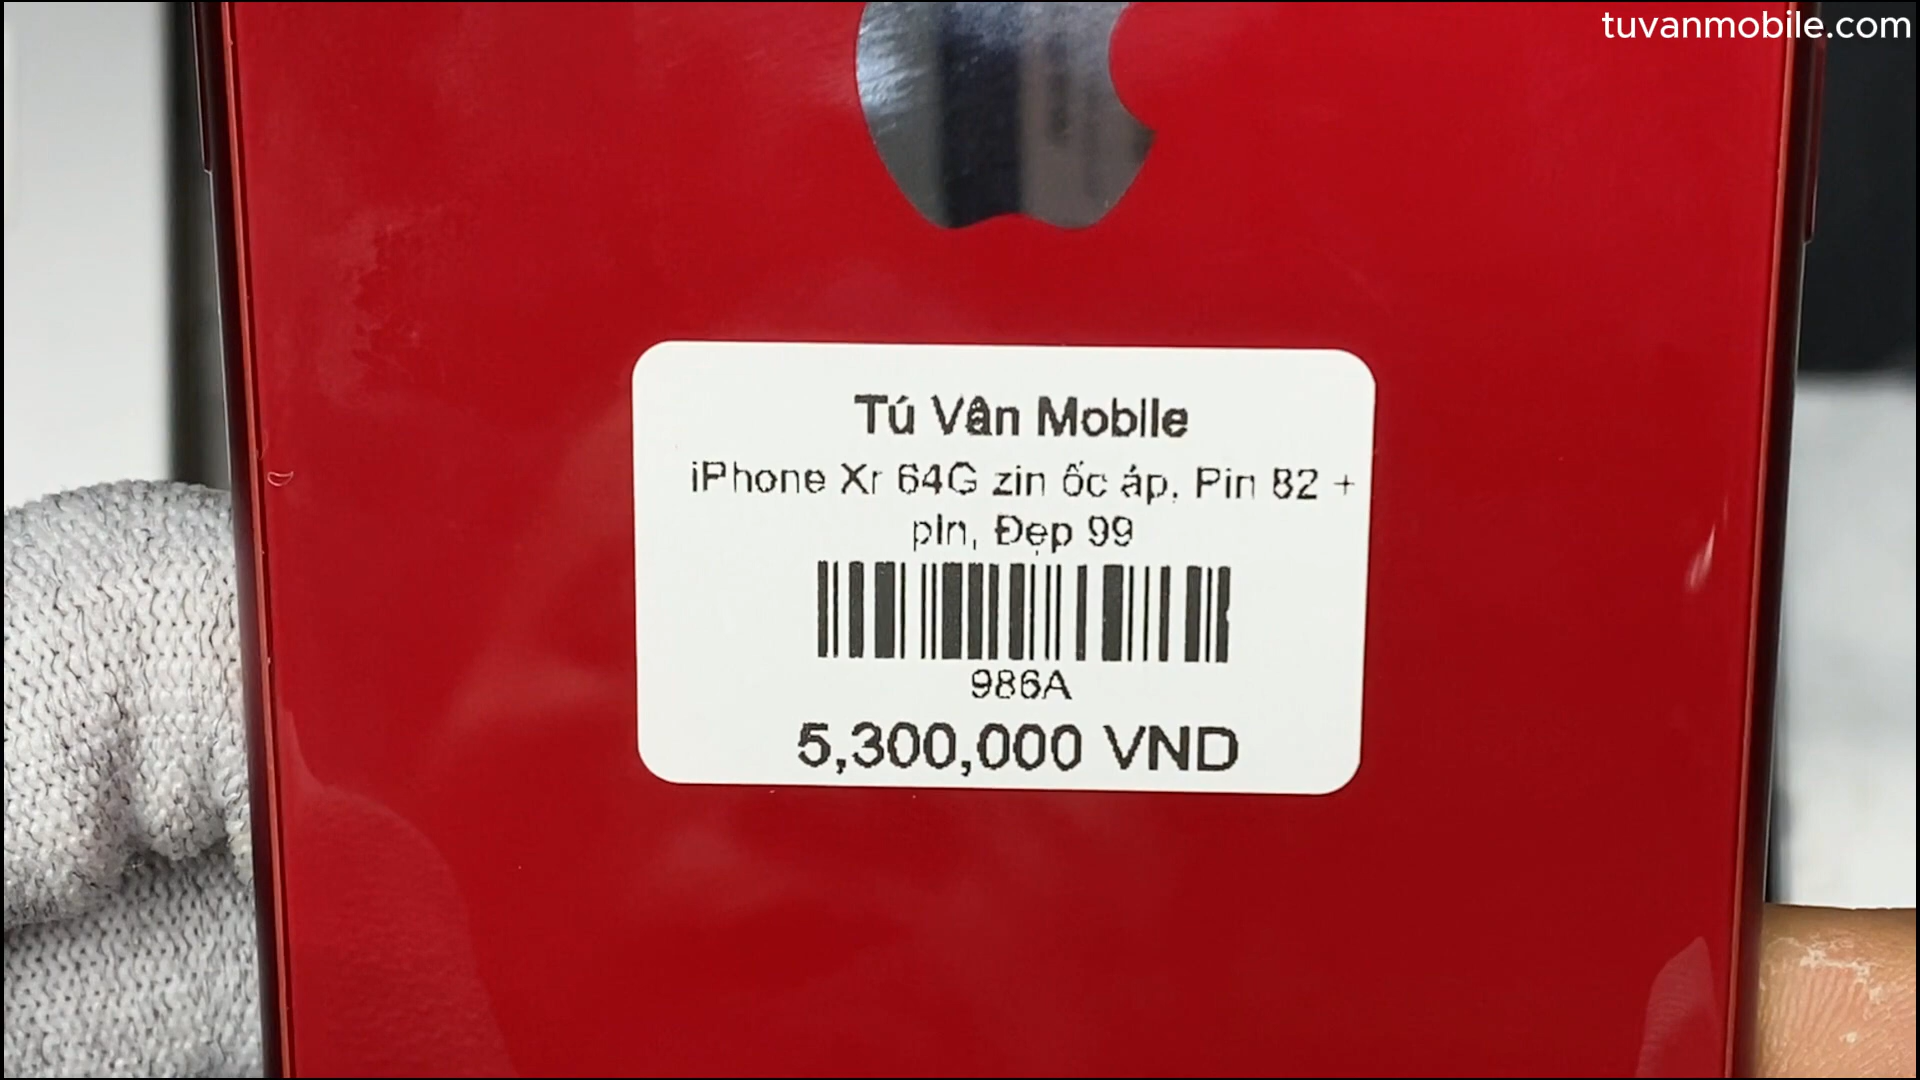 tuvanmobile.com
Tú Vân Mobile
iPhone Xr 64G zin ốc áp, Pin 82 +
pin, Đẹp 99
986A
5,300,000 VND